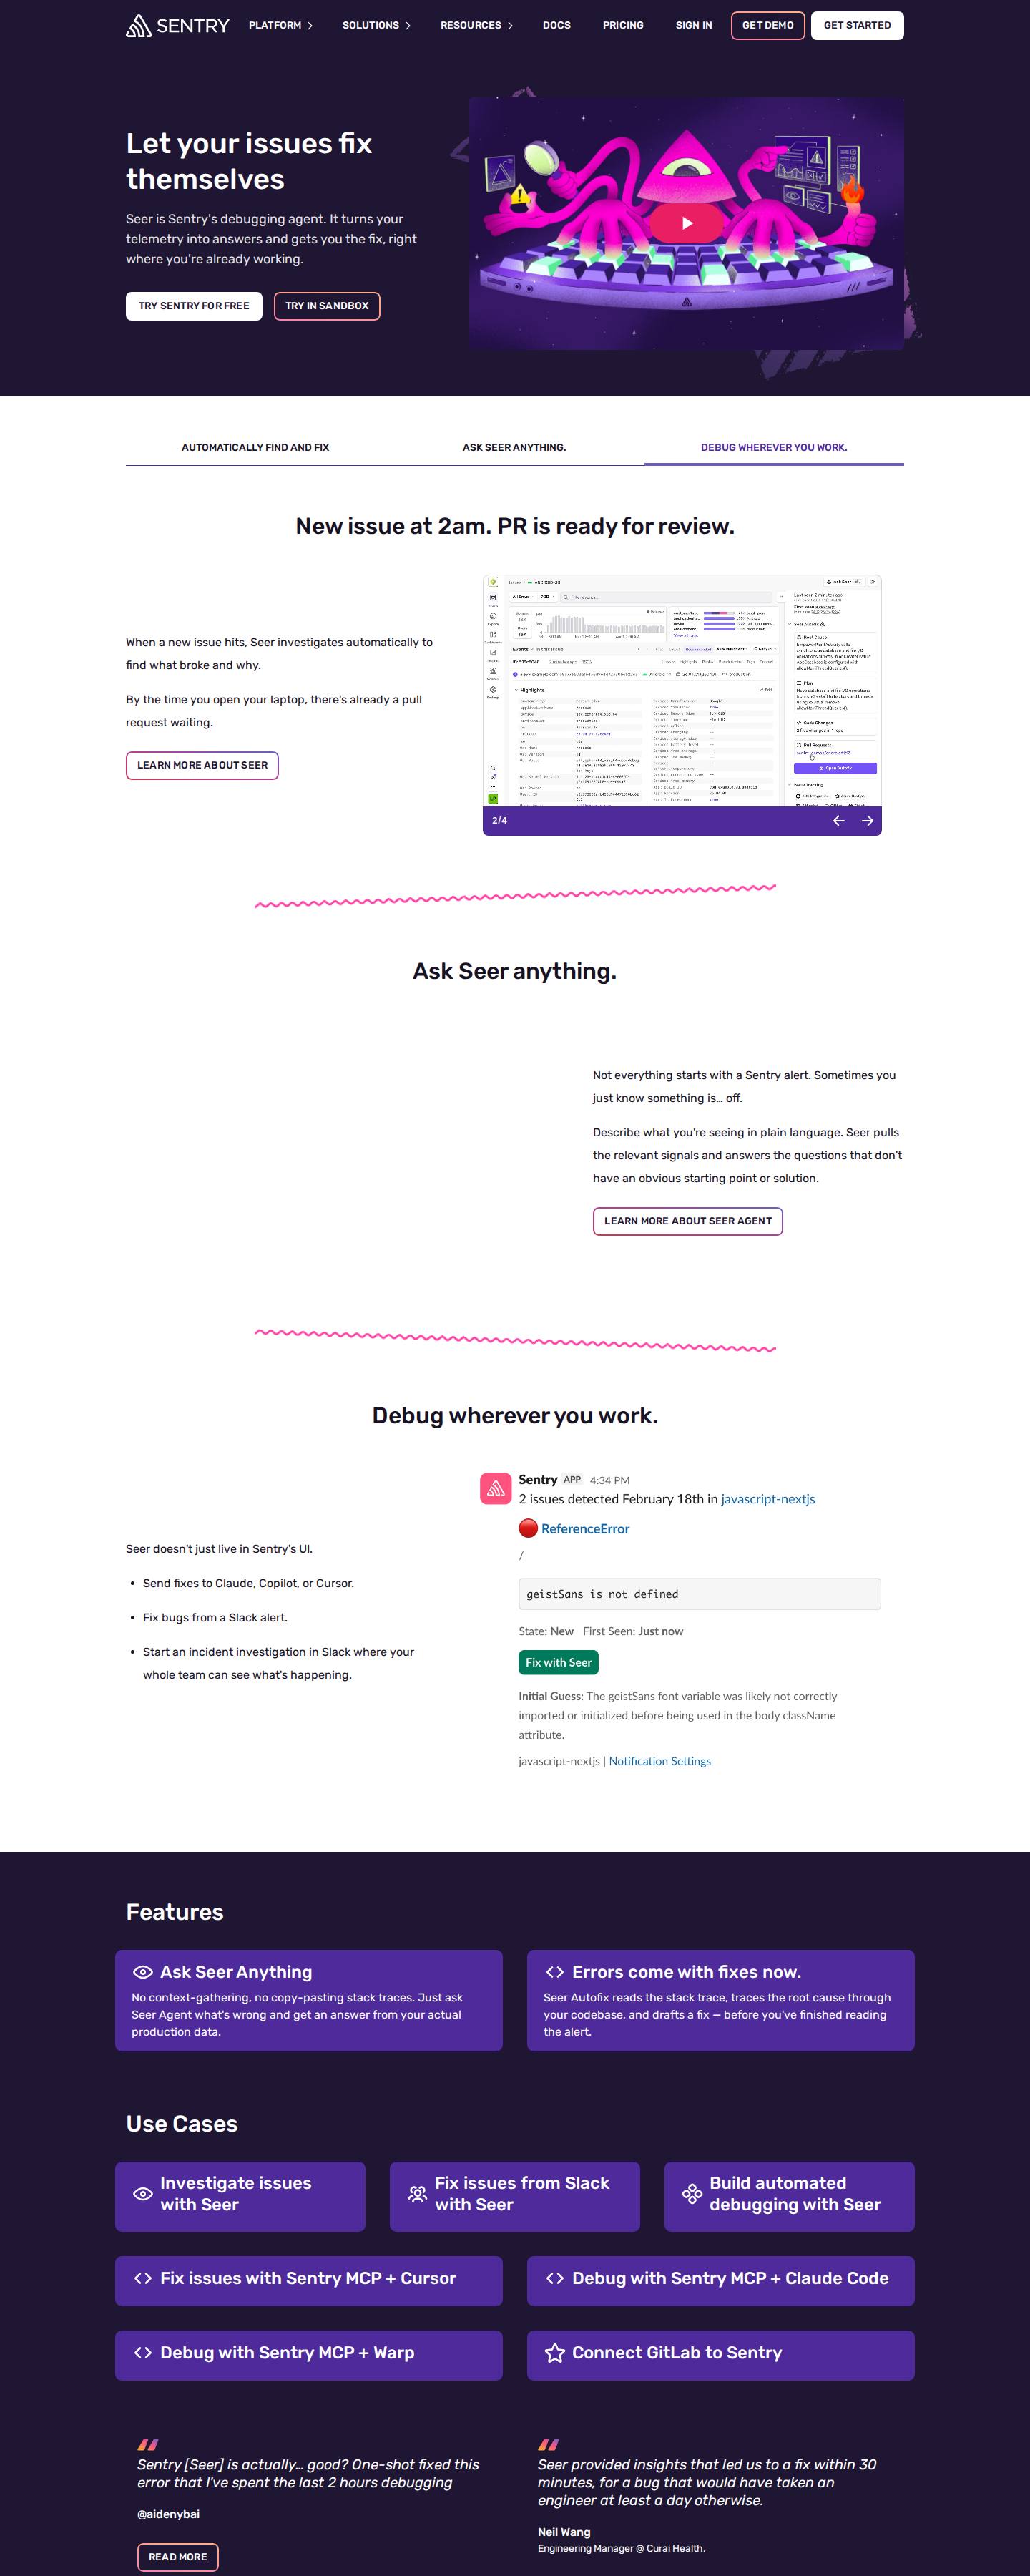 SENTRY
PLATFORM
SOLUTIONS
RESOURCES
DOCS
PRICING
SIGN IN
GET DEMO
GET STARTED
Let your issues fix
themselves
Seer is Sentry's debugging agent. It turns your
telemetry into answers and gets you the fix, right
where you're already working.
TRY SENTRY FOR FREE
TRY IN SANDBOX
AUTOMATICALLY FIND AND FIX
ASK SEER ANYTHING.
DEBUG WHEREVER YOU WORK.
New issue at 2am. PR is ready for review.
When a new issue hits, Seer investigates automatically to
find what broke and why.
By the time you open your laptop, there's already a pull
request waiting.
LEARN MORE ABOUT SEER
Ask Seer
Highlights
Root Cause
Plan
Code Changes
Pull Requests
Open Autofix
Issue Tracking
2/4
Ask Seer anything.
Not everything starts with a Sentry alert. Sometimes you
just know something is… off.
Describe what you're seeing in plain language. Seer pulls
the relevant signals and answers the questions that don't
have an obvious starting point or solution.
LEARN MORE ABOUT SEER AGENT
Debug wherever you work.
Seer doesn't just live in Sentry's UI.
• Send fixes to Claude, Copilot, or Cursor.
• Fix bugs from a Slack alert.
• Start an incident investigation in Slack where your
whole team can see what's happening.
Sentry APP 4:34 PM
2 issues detected February 18th in javascript-nextjs
ReferenceError
/
geistSans is not defined
State: New First Seen: Just now
Fix with Seer
Initial Guess: The geistSans font variable was likely not correctly
imported or initialized before being used in the body className
attribute.
javascript-nextjs | Notification Settings
Features
Ask Seer Anything
No context-gathering, no copy-pasting stack traces. Just ask
Seer Agent what's wrong and get an answer from your actual
production data.
Errors come with fixes now.
Seer Autofix reads the stack trace, traces the root cause through
your codebase, and drafts a fix — before you've finished reading
the alert.
Use Cases
Investigate issues
with Seer
Fix issues from Slack
with Seer
Build automated
debugging with Seer
Fix issues with Sentry MCP + Cursor
Debug with Sentry MCP + Claude Code
Debug with Sentry MCP + Warp
Connect GitLab to Sentry
Sentry [Seer] is actually… good? One-shot fixed this
error that I've spent the last 2 hours debugging
@aidenybai
READ MORE
Seer provided insights that led us to a fix within 30
minutes, for a bug that would have taken an
engineer at least a day otherwise.
Neil Wang
Engineering Manager @ Curai Health,